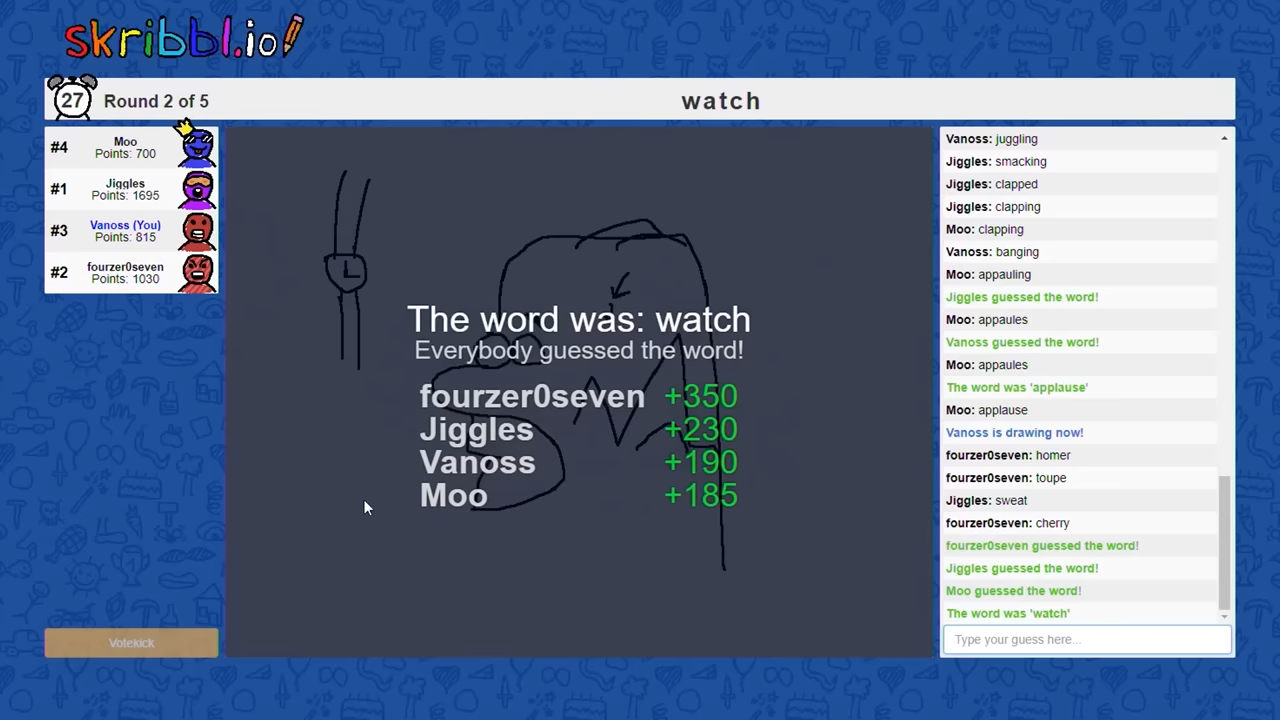 skribbl.io
27
Round 2 of 5
watch
#4
Moo
Points: 700
#1
Jiggles
Points: 1695
#3
Vanoss (You)
Points: 815
#2
fourzer0seven
Points: 1030
The word was: watch
Everybody guessed the word!
fourzer0seven +350
Jiggles +230
Vanoss +190
Moo +185
Votekick
Vanoss: juggling
Jiggles: smacking
Jiggles: clapped
Jiggles: clapping
Moo: clapping
Vanoss: banging
Moo: appauling
Jiggles guessed the word!
Moo: appaules
Vanoss guessed the word!
Moo: appaules
The word was 'applause'
Moo: applause
Vanoss is drawing now!
fourzer0seven: homer
fourzer0seven: toupe
Jiggles: sweat
fourzer0seven: cherry
fourzer0seven guessed the word!
Jiggles guessed the word!
Moo guessed the word!
The word was 'watch'
Type your guess here...